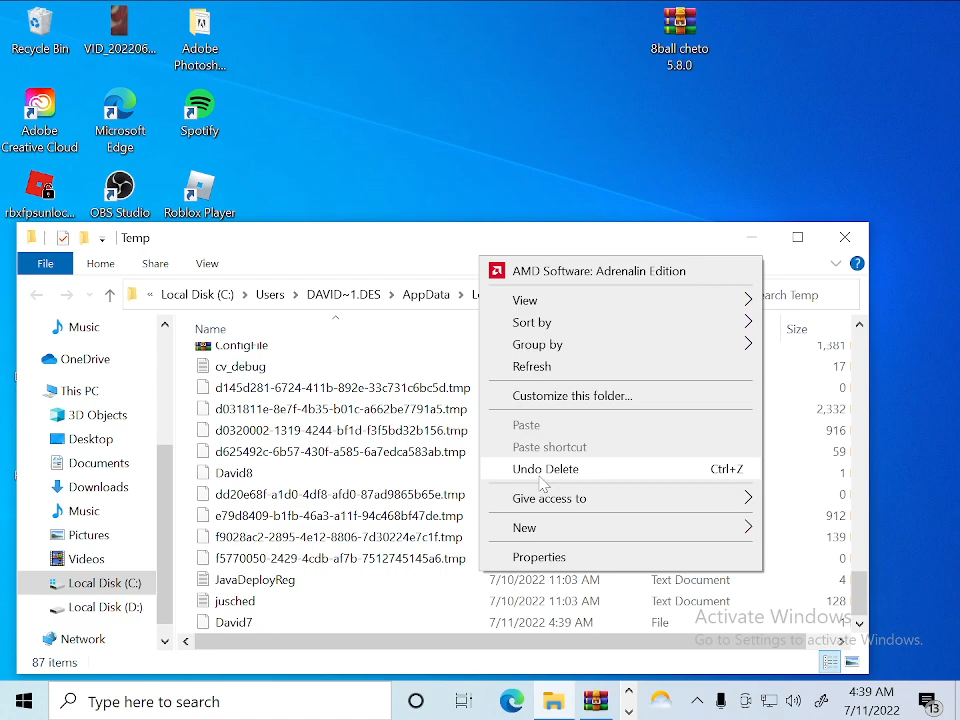 Recycle Bin
VID_202206...
Adobe
Photosh...
8ball cheto
5.8.0
Adobe
Creative Cloud
Microsoft
Edge
Spotify
rbxfpsunloc...
OBS Studio
Roblox Player
Temp
File
Home
Share
View
« Local Disk (C:) > Users > DAVID~1.DES > AppData >
earch Temp
Music
OneDrive
This PC
3D Objects
Desktop
Documents
Downloads
Music
Pictures
Videos
Local Disk (C:)
Local Disk (D:)
Network
Name
Size
ConfigFile
1,381
cv_debug
17
d145d281-6724-411b-892e-33c731c6bc5d.tmp
0
d031811e-8e7f-4b35-b01c-a662be7791a5.tmp
2,332
d0320002-1319-4244-bf1d-f3f5bd32b156.tmp
916
d625492c-6b57-430f-a585-6a7edca583ab.tmp
59
David8
1
dd20e68f-a1d0-4df8-afd0-87ad9865b65e.tmp
0
e79d8409-b1fb-46a3-a11f-94c468bf47de.tmp
912
f9028ac2-2895-4e12-8806-7d30224e7c1f.tmp
139
f5770050-2429-4cdb-af7b-7512745145a6.tmp
0
JavaDeployReg
7/10/2022 11:03 AM
Text Document
4
jusched
7/10/2022 11:03 AM
Text Document
128
David7
7/11/2022 4:39 AM
File
87 items
AMD Software: Adrenalin Edition
View
Sort by
Group by
Refresh
Customize this folder...
Paste
Paste shortcut
Undo Delete Ctrl+Z
Give access to
New
Properties
Activate Windows
Go to Settings to activate Windows.
Type here to search
4:39 AM
7/11/2022
13